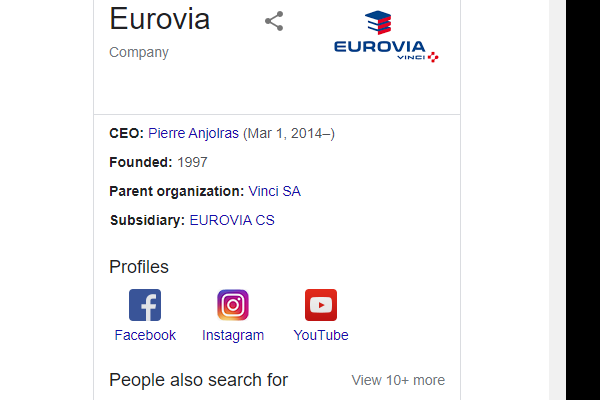 Eurovia
Company
EUROVIA
VINCI
CEO: Pierre Anjolras (Mar 1, 2014–)
Founded: 1997
Parent organization: Vinci SA
Subsidiary: EUROVIA CS
Profiles
Facebook Instagram YouTube
People also search for View 10+ more